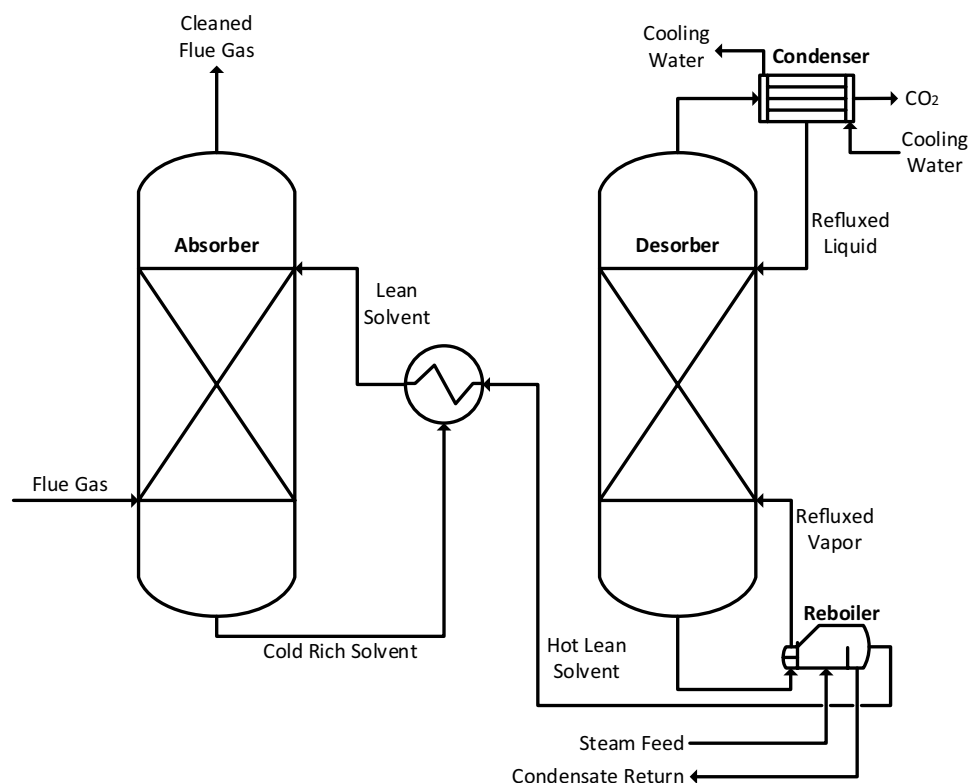 Cleaned
Flue Gas
Cooling
Water
Condenser
CO₂
Cooling
Water
Absorber
Desorber
Refluxed
Liquid
Lean
Solvent
Flue Gas
Refluxed
Vapor
Reboiler
Cold Rich Solvent
Hot Lean
Solvent
Steam Feed
Condensate Return